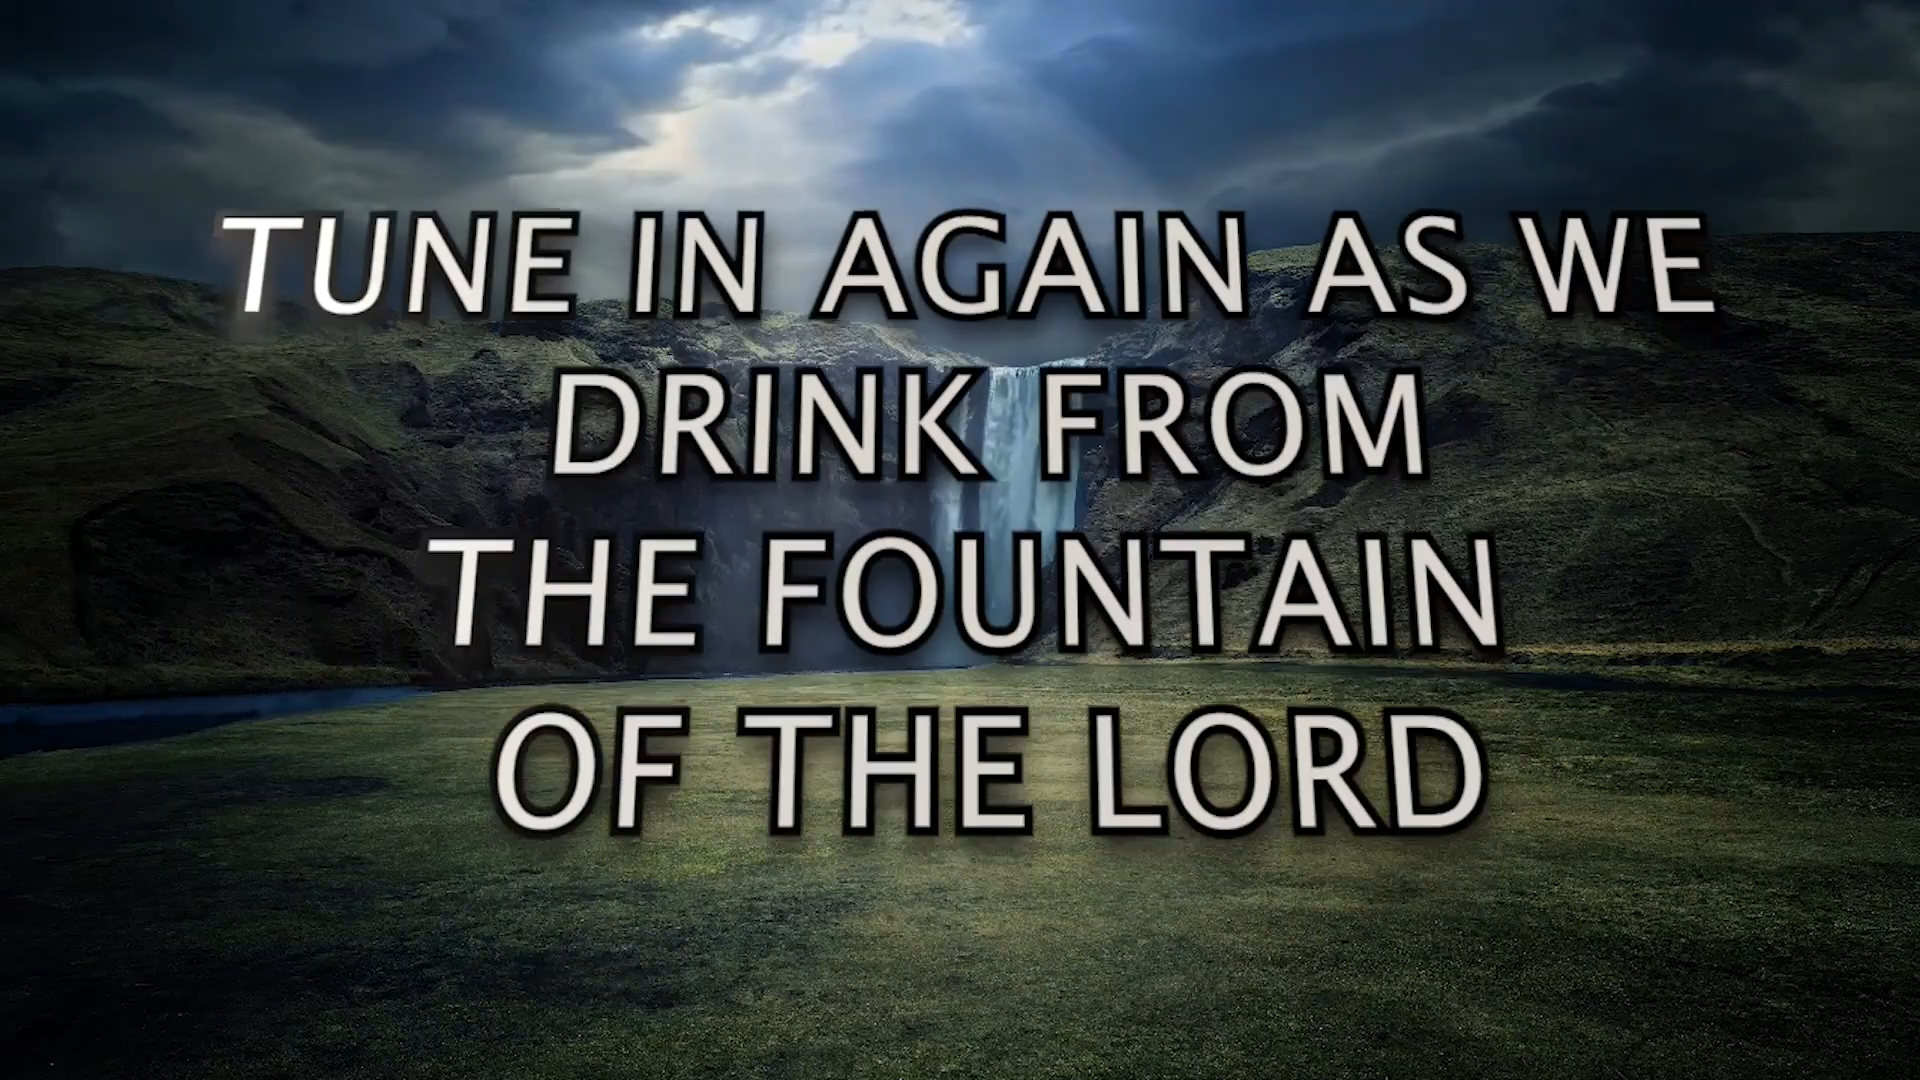 TUNE IN AGAIN AS WE
DRINK FROM
THE FOUNTAIN
OF THE LORD